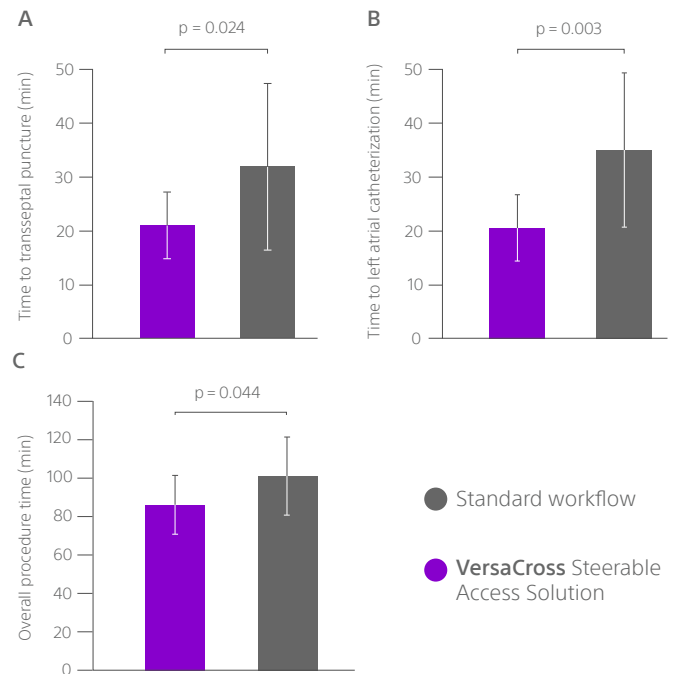 A
p = 0.024
Time to transseptal puncture (min)
50
40
30
20
10
0
B
p = 0.003
Time to left atrial catheterization (min)
50
40
30
20
10
0
C
p = 0.044
Overall procedure time (min)
140
120
100
80
60
40
20
0
Standard workflow
VersaCross Steerable
Access Solution